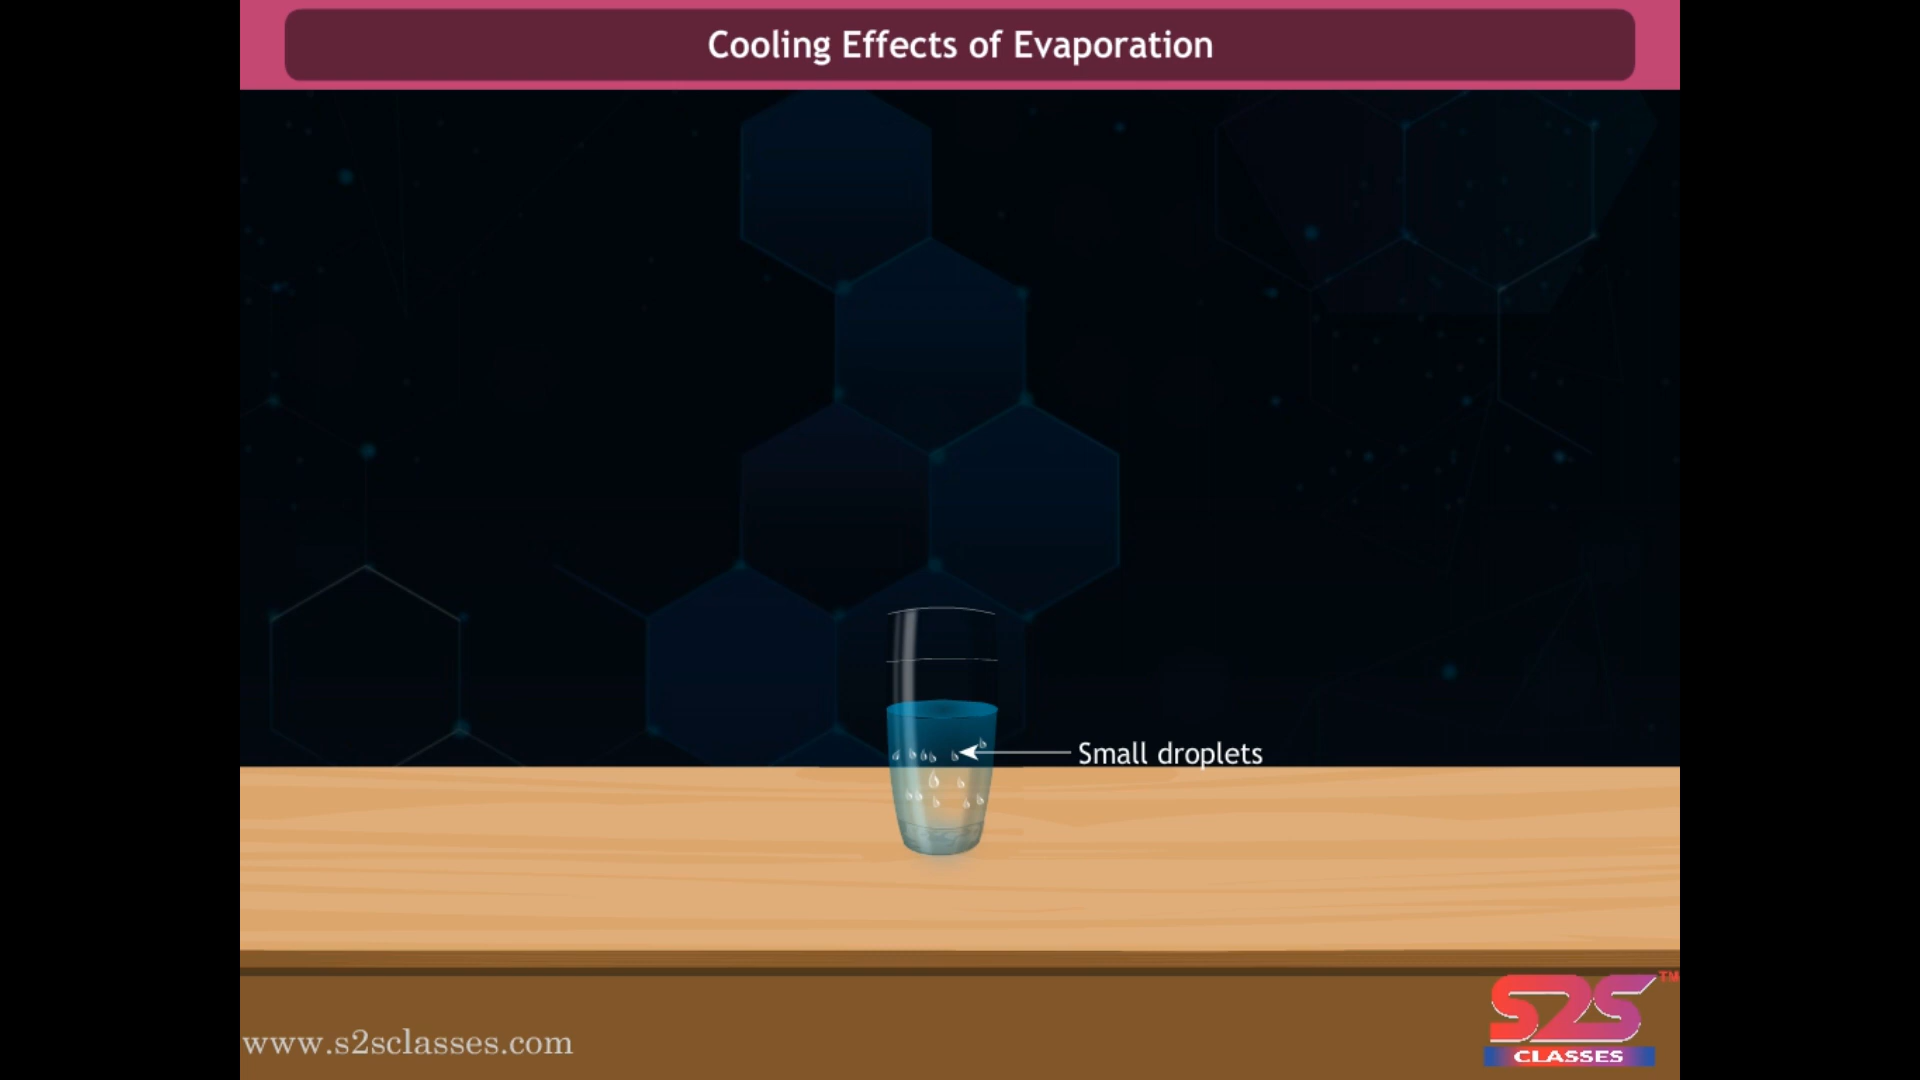 Cooling Effects of Evaporation
Small droplets
www.s2sclasses.com
S2S TM
CLASSES